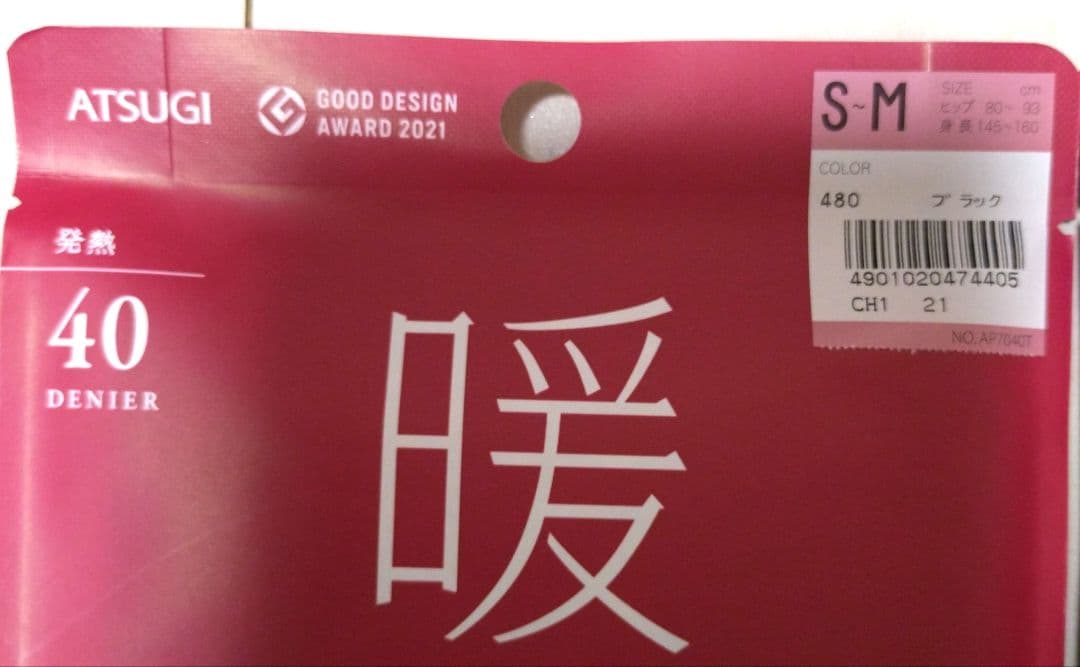 ATSUGI
GOOD DESIGN
AWARD 2021
S~M
SIZE cm
ヒップ 80~ 93
身長 145~160
COLOR
480 ブラック
4901020474405
CH1 21
NO. AP7040T
発熱
40
DENIER
暖